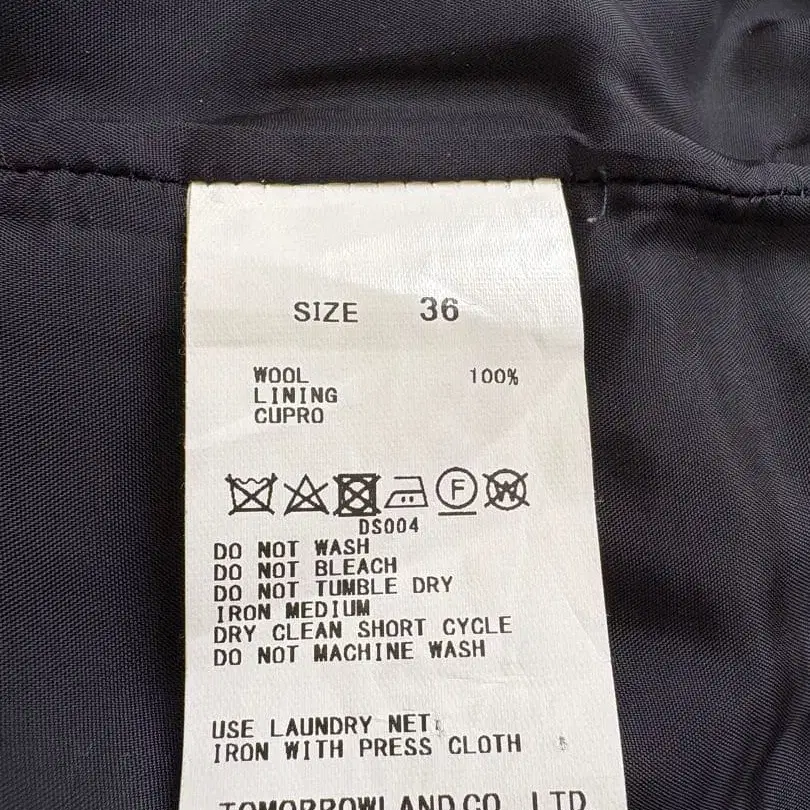 SIZE 36
WOOL 100%
LINING
CUPRO
F W
DS004
DO NOT WASH
DO NOT BLEACH
DO NOT TUMBLE DRY
IRON MEDIUM
DRY CLEAN SHORT CYCLE
DO NOT MACHINE WASH
USE LAUNDRY NET
IRON WITH PRESS CLOTH
TOMORROWLAND CO. LTD